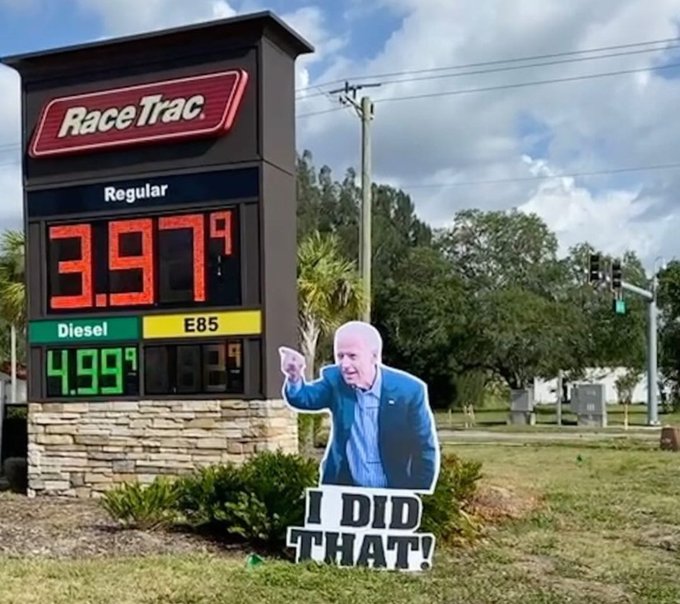 RaceTrac
Regular
3.97 9
Diesel
E85
4.99 9
I DID
THAT!